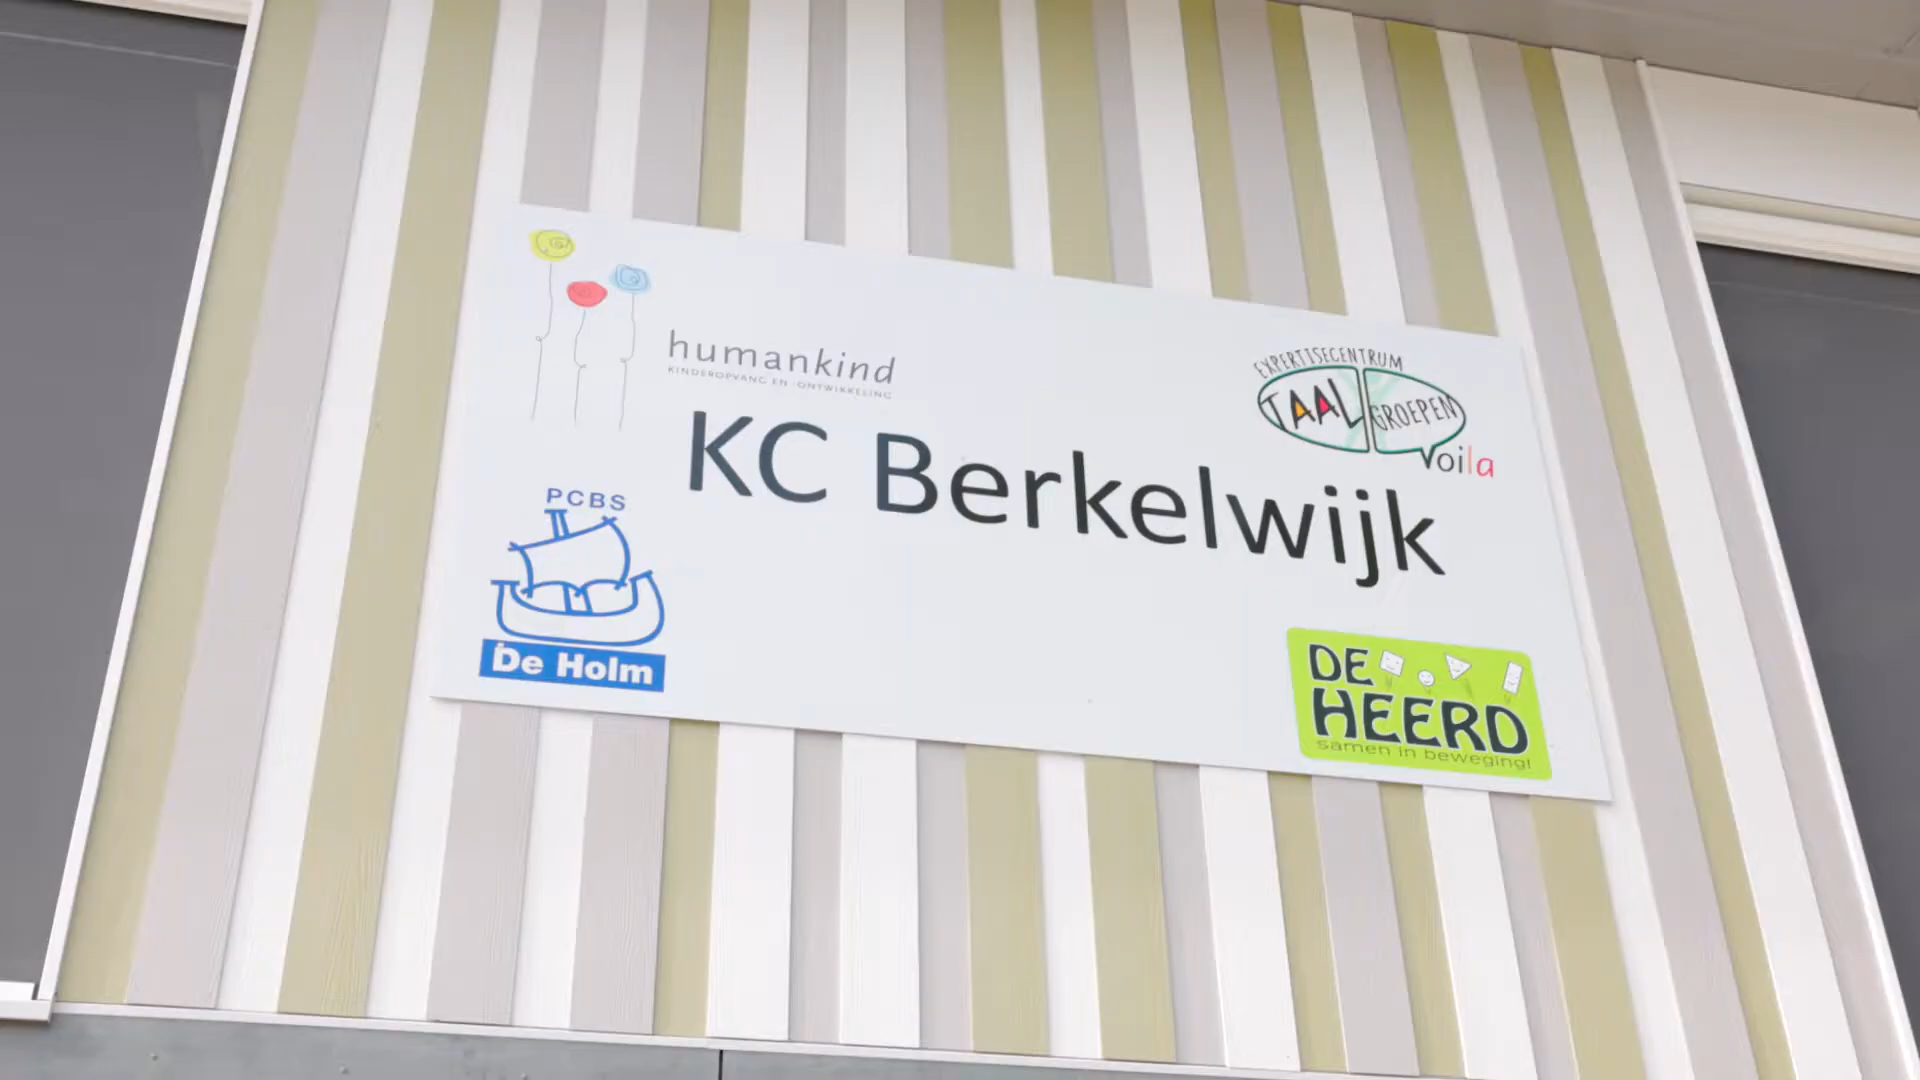 humankind
KINDEROPVANG EN -ONTWIKKELING
EXPERTISECENTRUM
TAAL GROEPEN
Voila
KC Berkelwijk
PCBS
De Holm
DE
HEERD
samen in beweging!